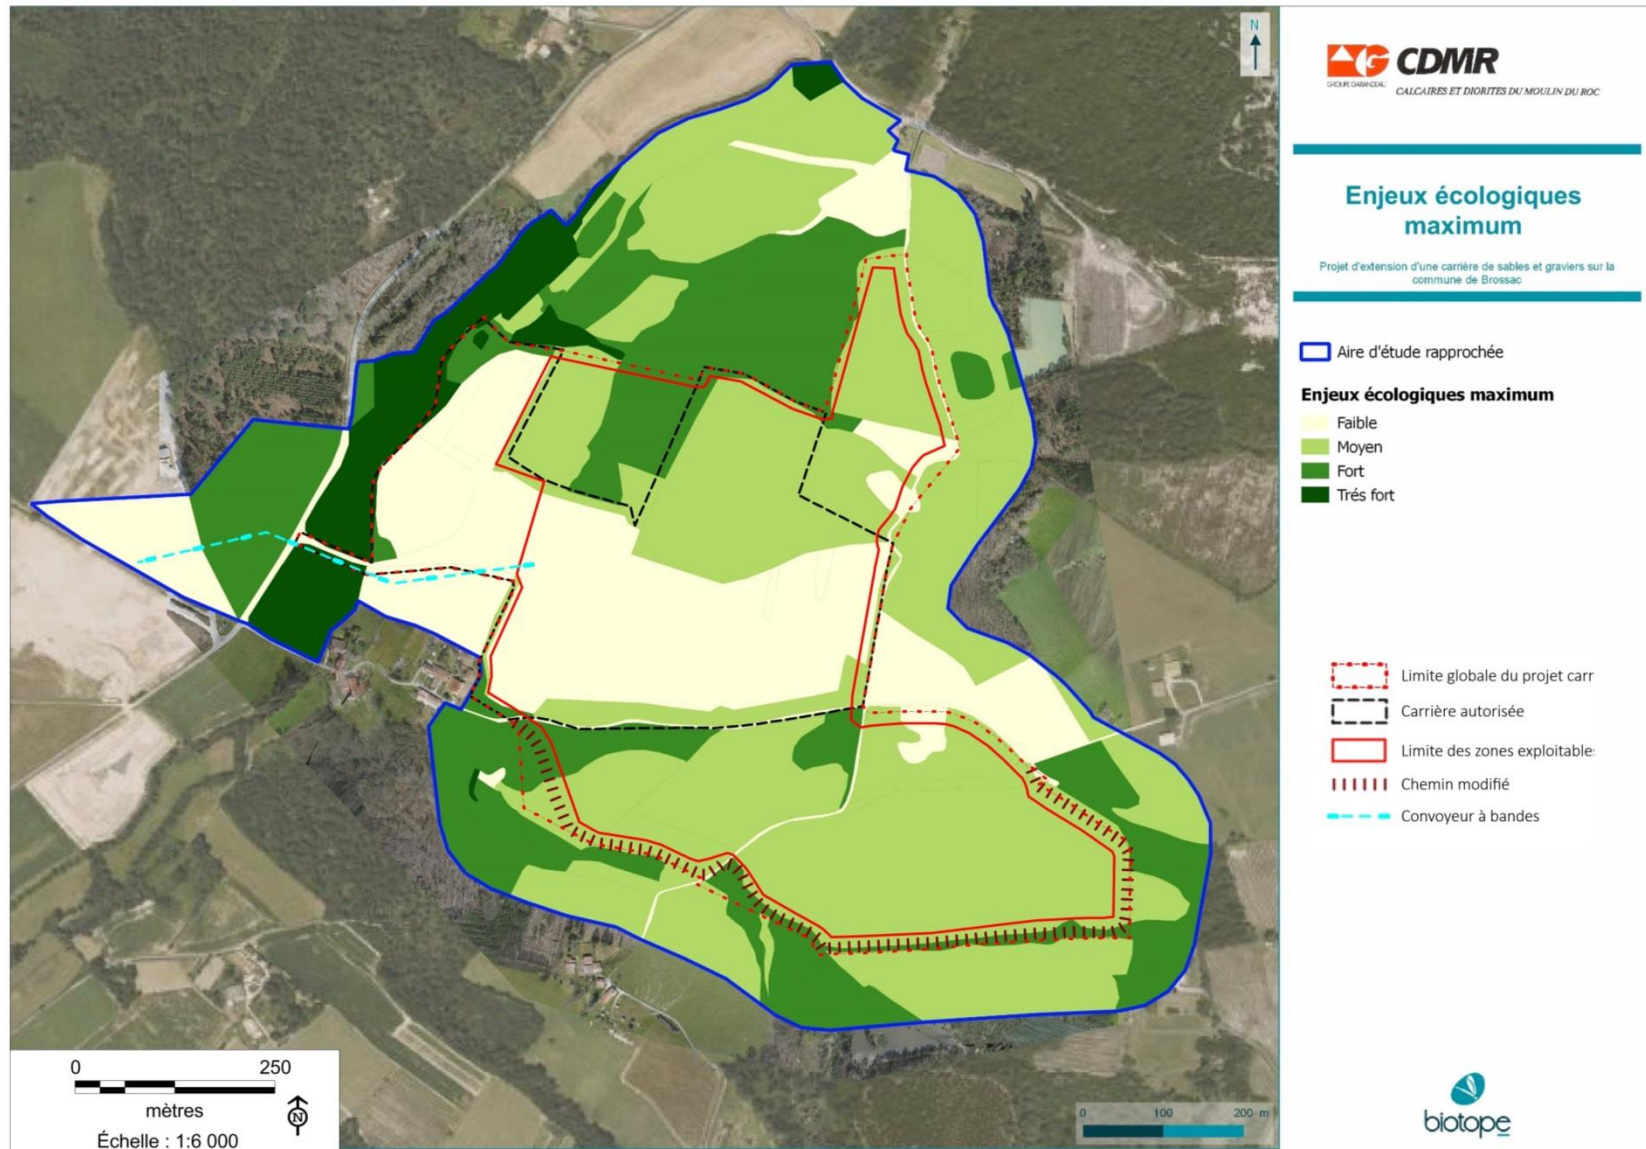 N
GROUPE GARANDEAU
CDMR
CALCAIRES ET DIORITES DU MOULIN DU ROC
Enjeux écologiques
maximum
Projet d'extension d'une carrière de sables et graviers sur la
commune de Brossac
Aire d'étude rapprochée
Enjeux écologiques maximum
Faible
Moyen
Fort
Trés fort
Limite globale du projet carr
Carrière autorisée
Limite des zones exploitable
Chemin modifié
Convoyeur à bandes
0 250
mètres
N
Échelle : 1:6 000
0 100 200 m
biotope